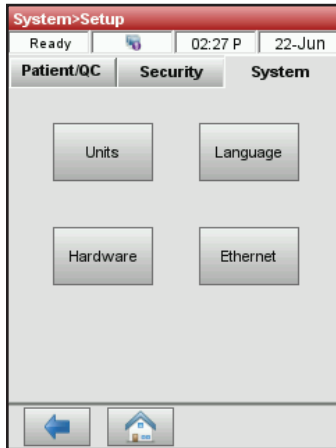 System>Setup
Ready 02:27 P 22-Jun
Patient/QC Security System
Units Language
Hardware Ethernet